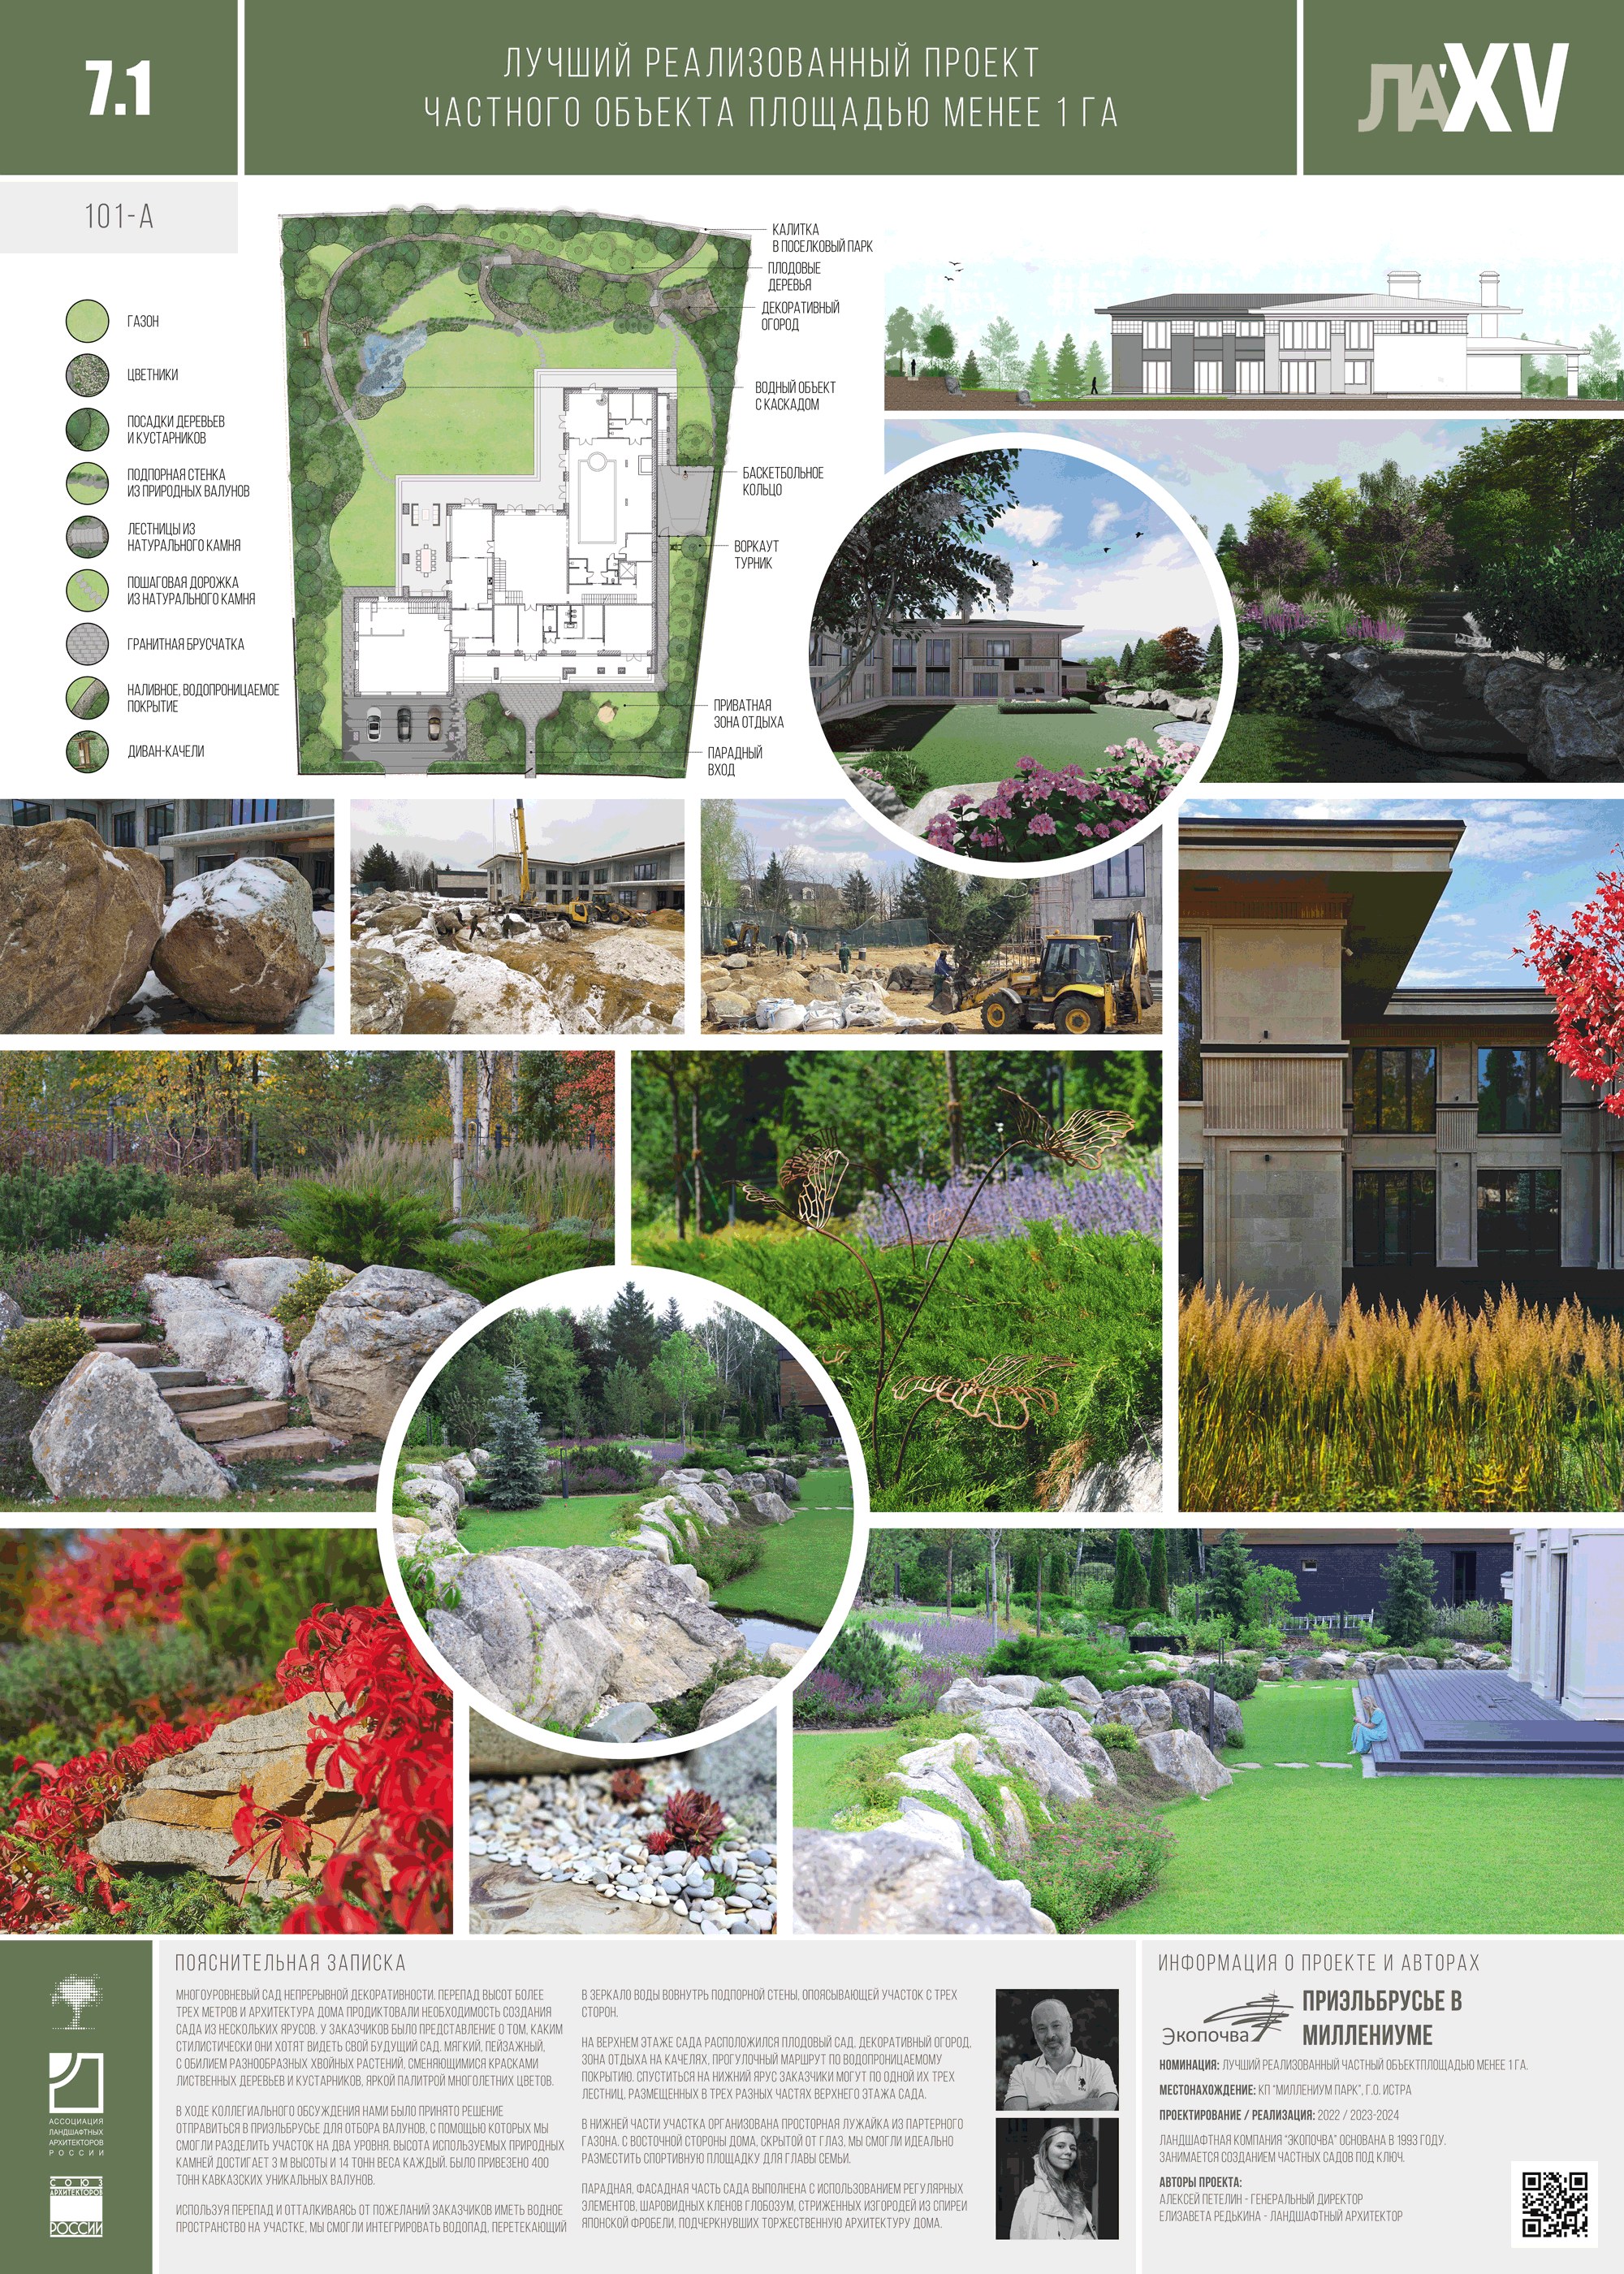 7.1
ЛУЧШИЙ РЕАЛИЗОВАННЫЙ ПРОЕКТ
ЧАСТНОГО ОБЪЕКТА ПЛОЩАДЬЮ МЕНЕЕ 1 ГА
ЛА'XV
101-А
ГАЗОН
ЦВЕТНИКИ
ПОСАДКИ ДЕРЕВЬЕВ
И КУСТАРНИКОВ
ПОДПОРНАЯ СТЕНКА
ИЗ ПРИРОДНЫХ ВАЛУНОВ
ЛЕСТНИЦЫ ИЗ
НАТУРАЛЬНОГО КАМНЯ
ПОШАГОВАЯ ДОРОЖКА
ИЗ НАТУРАЛЬНОГО КАМНЯ
ГРАНИТНАЯ БРУСЧАТКА
НАЛИВНОЕ, ВОДОПРОНИЦАЕМОЕ
ПОКРЫТИЕ
ДИВАН-КАЧЕЛИ
КАЛИТКА
В ПОСЕЛКОВЫЙ ПАРК
ПЛОДОВЫЕ
ДЕРЕВЬЯ
ДЕКОРАТИВНЫЙ
ОГОРОД
ВОДНЫЙ ОБЪЕКТ
С КАСКАДОМ
БАСКЕТБОЛЬНОЕ
КОЛЬЦО
ВОРКАУТ
ТУРНИК
ПРИВАТНАЯ
ЗОНА ОТДЫХА
ПАРАДНЫЙ
ВХОД
АССОЦИАЦИЯ
ЛАНДШАФТНЫХ
АРХИТЕКТОРОВ
РОССИИ
СОЮЗ
АРХИТЕКТОРОВ
РОССИИ
ПОЯСНИТЕЛЬНАЯ ЗАПИСКА
МНОГОУРОВНЕВЫЙ САД НЕПРЕРЫВНОЙ ДЕКОРАТИВНОСТИ. ПЕРЕПАД ВЫСОТ БОЛЕЕ
ТРЕХ МЕТРОВ И АРХИТЕКТУРА ДОМА ПРОДИКТОВАЛИ НЕОБХОДИМОСТЬ СОЗДАНИЯ
САДА ИЗ НЕСКОЛЬКИХ ЯРУСОВ. У ЗАКАЗЧИКОВ БЫЛО ПРЕДСТАВЛЕНИЕ О ТОМ, КАКИМ
СТИЛИСТИЧЕСКИ ОНИ ХОТЯТ ВИДЕТЬ СВОЙ БУДУЩИЙ САД. МЯГКИЙ, ПЕЙЗАЖНЫЙ,
С ОБИЛИЕМ РАЗНООБРАЗНЫХ ХВОЙНЫХ РАСТЕНИЙ, СМЕНЯЮЩИМИСЯ КРАСКАМИ
ЛИСТВЕННЫХ ДЕРЕВЬЕВ И КУСТАРНИКОВ, ЯРКОЙ ПАЛИТРОЙ МНОГОЛЕТНИХ ЦВЕТОВ.
В ХОДЕ КОЛЛЕГИАЛЬНОГО ОБСУЖДЕНИЯ НАМИ БЫЛО ПРИНЯТО РЕШЕНИЕ
ОТПРАВИТЬСЯ В ПРИЭЛЬБРУСЬЕ ДЛЯ ОТБОРА ВАЛУНОВ, С ПОМОЩЬЮ КОТОРЫХ МЫ
СМОГЛИ РАЗДЕЛИТЬ УЧАСТОК НА ДВА УРОВНЯ. ВЫСОТА ИСПОЛЬЗУЕМЫХ ПРИРОДНЫХ
КАМНЕЙ ДОСТИГАЕТ 3 М ВЫСОТЫ И 14 ТОНН ВЕСА КАЖДЫЙ. БЫЛО ПРИВЕЗЕНО 400
ТОНН КАВКАЗСКИХ УНИКАЛЬНЫХ ВАЛУНОВ.
ИСПОЛЬЗУЯ ПЕРЕПАД И ОТТАЛКИВАЯСЬ ОТ ПОЖЕЛАНИЙ ЗАКАЗЧИКОВ ИМЕТЬ ВОДНОЕ
ПРОСТРАНСТВО НА УЧАСТКЕ, МЫ СМОГЛИ ИНТЕГРИРОВАТЬ ВОДОПАД, ПЕРЕТЕКАЮЩИЙ
В ЗЕРКАЛО ВОДЫ ВОВНУТРЬ ПОДПОРНОЙ СТЕНЫ, ОПОЯСЫВАЮЩЕЙ УЧАСТОК С ТРЕХ
СТОРОН.
НА ВЕРХНЕМ ЭТАЖЕ САДА РАСПОЛОЖИЛСЯ ПЛОДОВЫЙ САД, ДЕКОРАТИВНЫЙ ОГОРОД,
ЗОНА ОТДЫХА НА КАЧЕЛЯХ, ПРОГУЛОЧНЫЙ МАРШРУТ ПО ВОДОПРОНИЦАЕМОМУ
ПОКРЫТИЮ. СПУСТИТЬСЯ НА НИЖНИЙ ЯРУС ЗАКАЗЧИКИ МОГУТ ПО ОДНОЙ ИХ ТРЕХ
ЛЕСТНИЦ, РАЗМЕЩЕННЫХ В ТРЕХ РАЗНЫХ ЧАСТЯХ ВЕРХНЕГО ЭТАЖА САДА.
В НИЖНЕЙ ЧАСТИ УЧАСТКА ОРГАНИЗОВАНА ПРОСТОРНАЯ ЛУЖАЙКА ИЗ ПАРТЕРНОГО
ГАЗОНА. С ВОСТОЧНОЙ СТОРОНЫ ДОМА, СКРЫТОЙ ОТ ГЛАЗ, МЫ СМОГЛИ ИДЕАЛЬНО
РАЗМЕСТИТЬ СПОРТИВНУЮ ПЛОЩАДКУ ДЛЯ ГЛАВЫ СЕМЬИ.
ПАРАДНАЯ, ФАСАДНАЯ ЧАСТЬ САДА ВЫПОЛНЕНА С ИСПОЛЬЗОВАНИЕМ РЕГУЛЯРНЫХ
ЭЛЕМЕНТОВ, ШАРОВИДНЫХ КЛЕНОВ ГЛОБОЗУМ, СТРИЖЕННЫХ ИЗГОРОДЕЙ ИЗ СПИРЕИ
ЯПОНСКОЙ ФРОБЕЛИ, ПОДЧЕРКНУВШИХ ТОРЖЕСТВЕННУЮ АРХИТЕКТУРУ ДОМА.
ИНФОРМАЦИЯ О ПРОЕКТЕ И АВТОРАХ
Экопочва
ПРИЭЛЬБРУСЬЕ В
МИЛЛЕНИУМЕ
НОМИНАЦИЯ: ЛУЧШИЙ РЕАЛИЗОВАННЫЙ ЧАСТНЫЙ ОБЪЕКТПЛОЩАДЬЮ МЕНЕЕ 1 ГА.
МЕСТОНАХОЖДЕНИЕ: КП "МИЛЛЕНИУМ ПАРК", Г.О. ИСТРА
ПРОЕКТИРОВАНИЕ / РЕАЛИЗАЦИЯ: 2022 / 2023-2024
ЛАНДШАФТНАЯ КОМПАНИЯ "ЭКОПОЧВА" ОСНОВАНА В 1993 ГОДУ.
ЗАНИМАЕТСЯ СОЗДАНИЕМ ЧАСТНЫХ САДОВ ПОД КЛЮЧ.
АВТОРЫ ПРОЕКТА:
АЛЕКСЕЙ ПЕТЕЛИН - ГЕНЕРАЛЬНЫЙ ДИРЕКТОР
ЕЛИЗАВЕТА РЕДЬКИНА - ЛАНДШАФТНЫЙ АРХИТЕКТОР